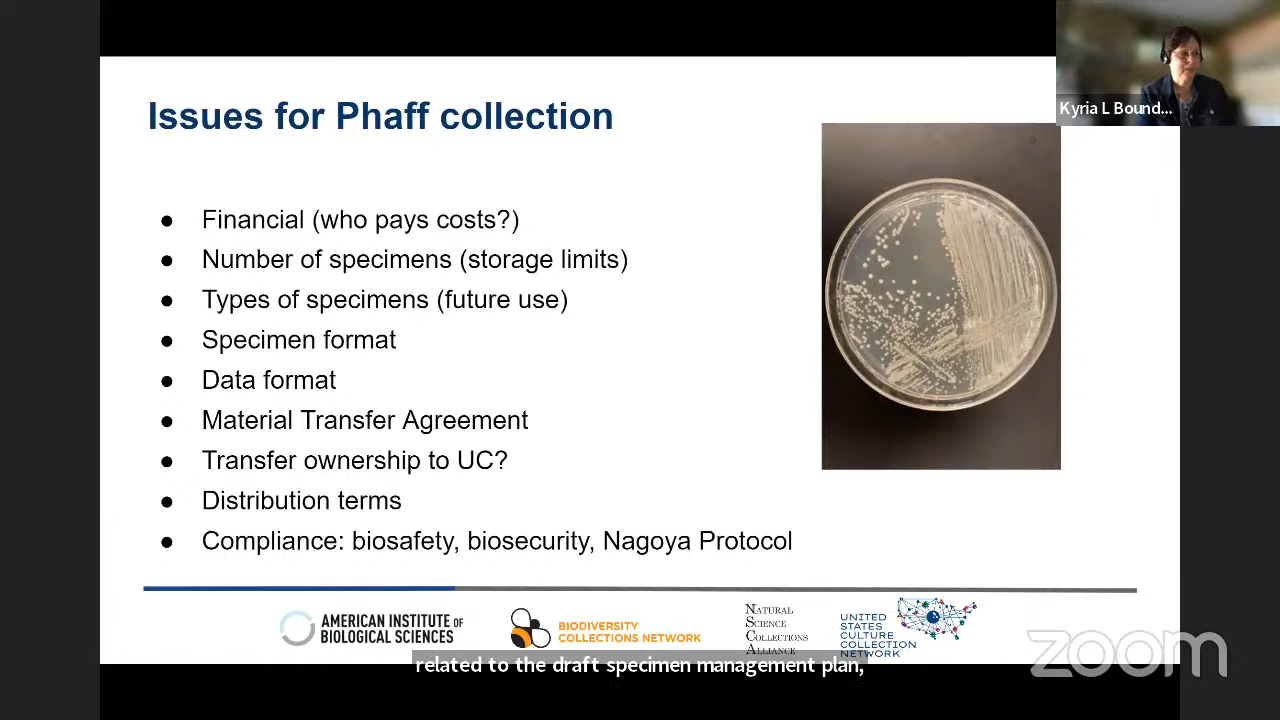 Issues for Phaff collection
Kyria L Bound...
● Financial (who pays costs?)
● Number of specimens (storage limits)
● Types of specimens (future use)
● Specimen format
● Data format
● Material Transfer Agreement
● Transfer ownership to UC?
● Distribution terms
● Compliance: biosafety, biosecurity, Nagoya Protocol
AMERICAN INSTITUTE OF
BIOLOGICAL SCIENCES
BIODIVERSITY
COLLECTIONS NETWORK
NATURAL
SCIENCE
COLLECTIONS
ALLIANCE
UNITED
STATES
CULTURE
COLLECTION
NETWORK
zoom
related to the draft specimen management plan,